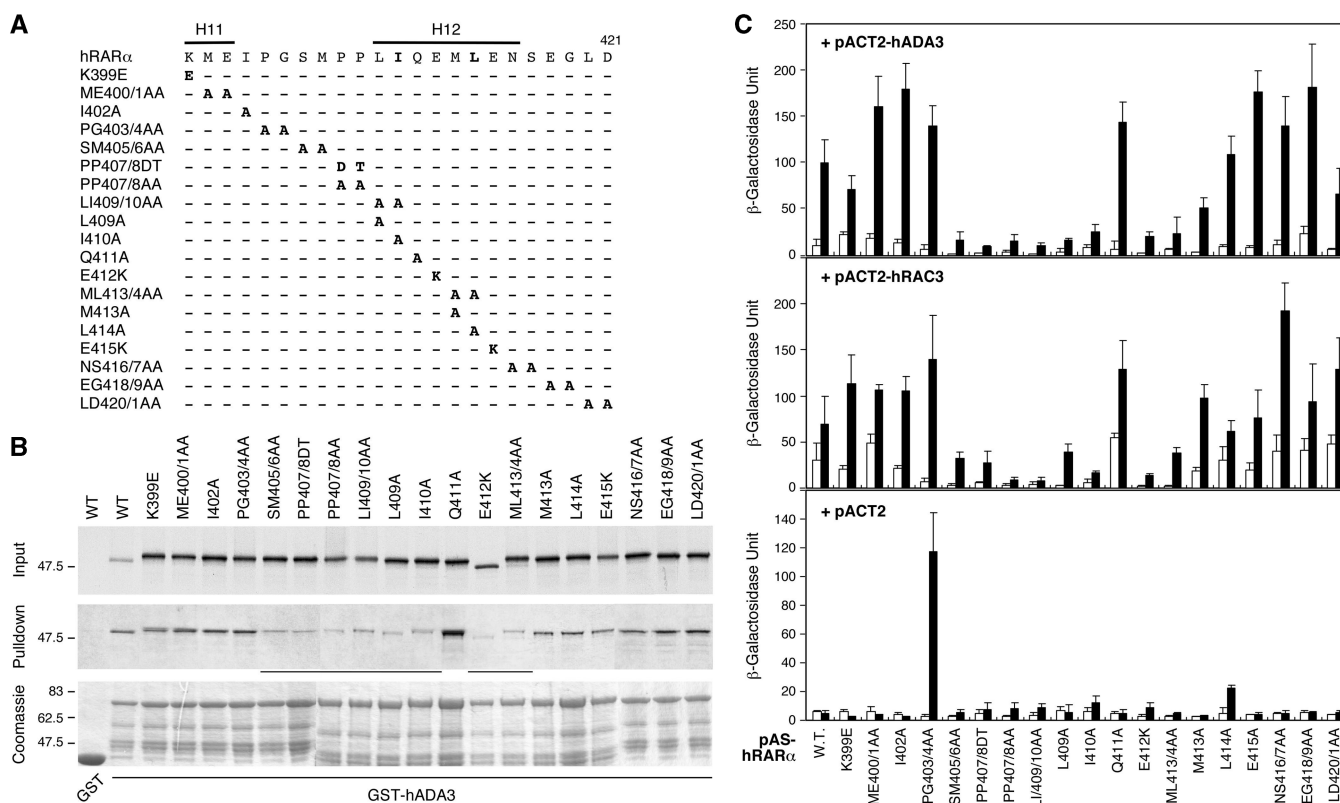 A
H11
H12
421
hRARα K M E I P G S M P P L I Q E M L E N S E G L D
K399E E – – – – – – – – – – – – – – – – – – – – – –
ME400/1AA – A A – – – – – – – – – – – – – – – – – – – –
I402A – – – A – – – – – – – – – – – – – – – – – – –
PG403/4AA – – – – A A – – – – – – – – – – – – – – – – –
SM405/6AA – – – – – – A A – – – – – – – – – – – – – – –
PP407/8DT – – – – – – – – D T – – – – – – – – – – – – –
PP407/8AA – – – – – – – – A A – – – – – – – – – – – – –
LI409/10AA – – – – – – – – – – A A – – – – – – – – – – –
L409A – – – – – – – – – – A – – – – – – – – – – – –
I410A – – – – – – – – – – – A – – – – – – – – – – –
Q411A – – – – – – – – – – – – A – – – – – – – – – –
E412K – – – – – – – – – – – – – K – – – – – – – – –
ML413/4AA – – – – – – – – – – – – – – A A – – – – – – –
M413A – – – – – – – – – – – – – – A – – – – – – – –
L414A – – – – – – – – – – – – – – – A – – – – – – –
E415K – – – – – – – – – – – – – – – – K – – – – – –
NS416/7AA – – – – – – – – – – – – – – – – – A A – – – –
EG418/9AA – – – – – – – – – – – – – – – – – – – A A – –
LD420/1AA – – – – – – – – – – – – – – – – – – – – – A A
B
WT WT K399E ME400/1AA I402A PG403/4AA SM405/6AA PP407/8DT PP407/8AA LI409/10AA L409A I410A Q411A E412K ML413/4AA M413A L414A E415K NS416/7AA EG418/9AA LD420/1AA
Input
47.5
Pulldown
47.5
Coomassie
83
62.5
47.5
GST
GST-hADA3
C
+ pACT2-hADA3
β-Galactosidase Unit
250
200
150
100
50
0
+ pACT2-hRAC3
β-Galactosidase Unit
200
150
100
50
0
+ pACT2
β-Galactosidase Unit
140
120
100
80
60
40
20
0
pAS-
hRARα
W.T. K399E ME400/1AA I402A PG403/4AA SM405/6AA PP407/8DT PP407/8AA LI/409/10AA L409A I410A Q411A E412K ML413/4AA M413A L414A E415A NS416/7AA EG418/9AA LD420/1AA